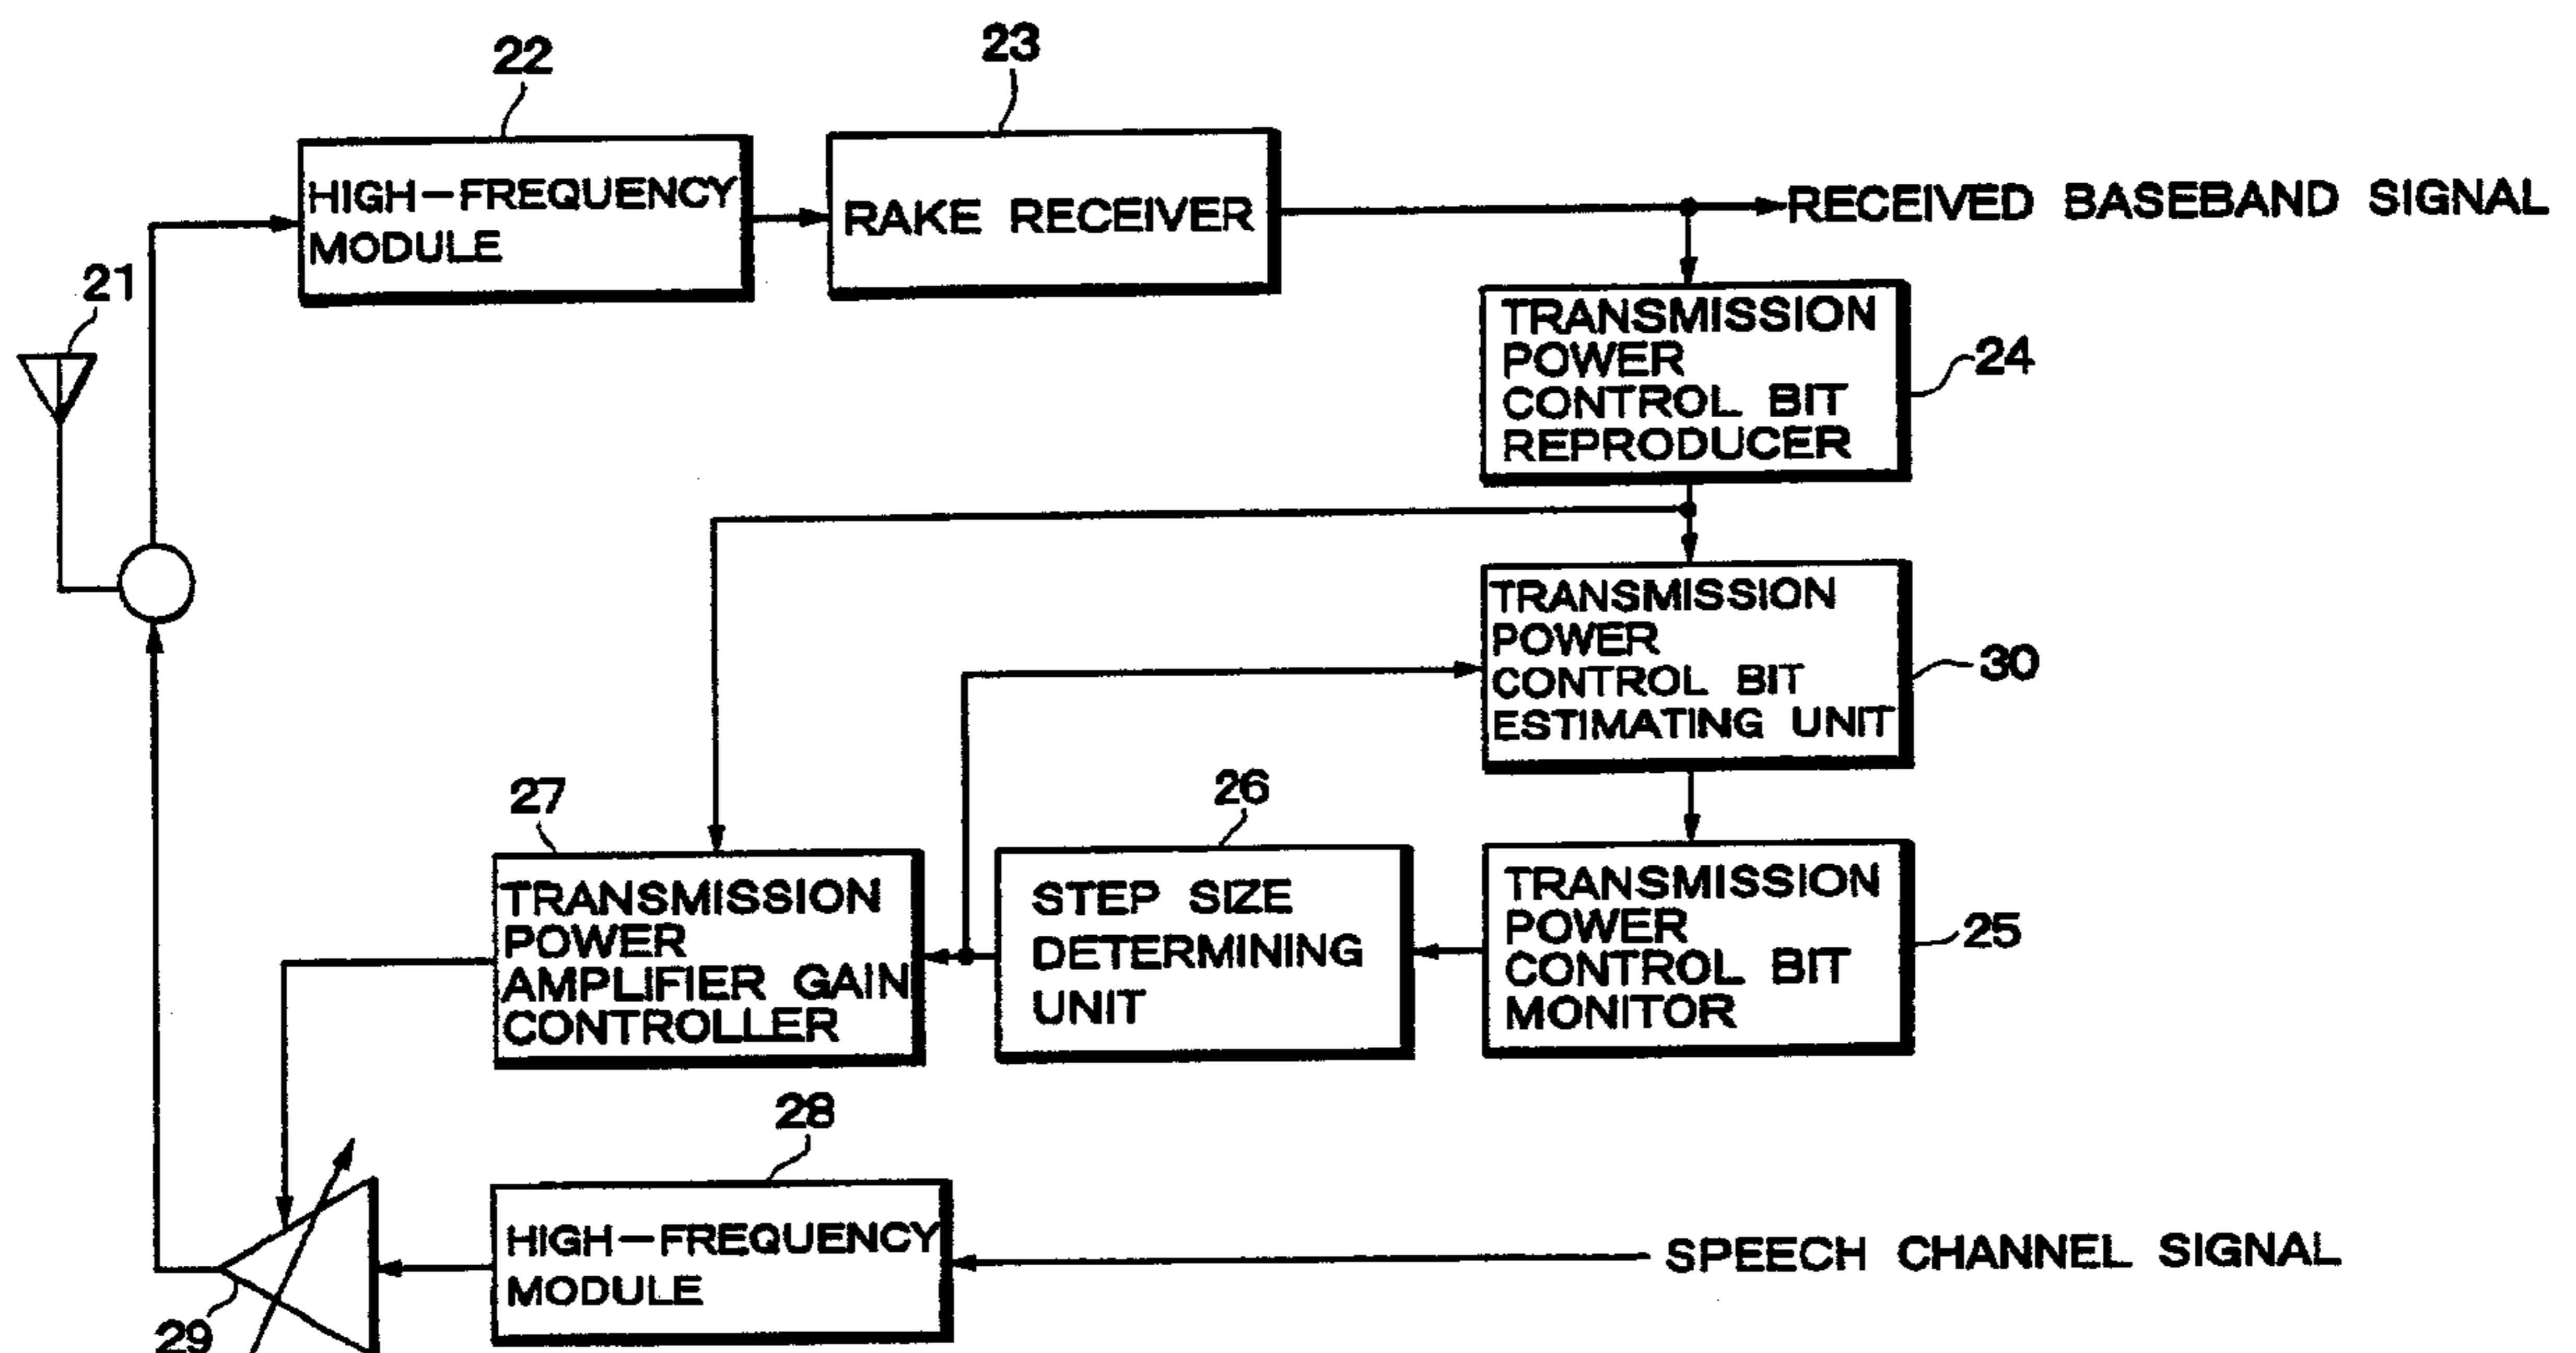 22
23
HIGH-FREQUENCY
MODULE
RAKE RECEIVER
RECEIVED BASEBAND SIGNAL
21
TRANSMISSION
POWER
CONTROL BIT
REPRODUCER
24
TRANSMISSION
POWER
CONTROL BIT
ESTIMATING UNIT
30
27
TRANSMISSION
POWER
AMPLIFIER GAIN
CONTROLLER
26
STEP SIZE
DETERMINING
UNIT
TRANSMISSION
POWER
CONTROL BIT
MONITOR
25
28
HIGH-FREQUENCY
MODULE
SPEECH CHANNEL SIGNAL
29